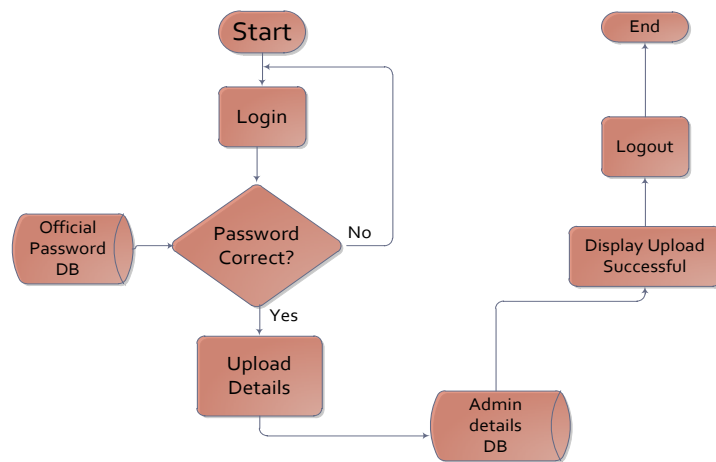 Start
Login
Password
Correct?
No
Official
Password
DB
Yes
Upload
Details
Admin
details
DB
Display Upload
Successful
Logout
End